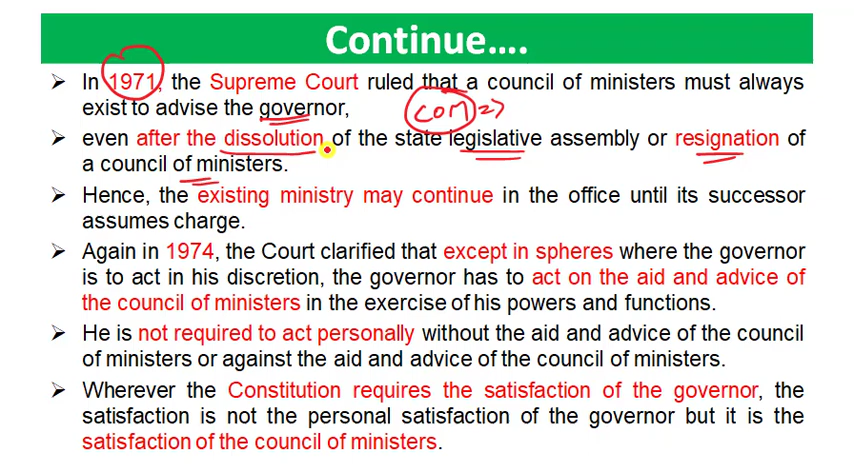 Continue....
➤ In 1971, the Supreme Court ruled that a council of ministers must always
exist to advise the governor,
COM =>
➤ even after the dissolution of the state legislative assembly or resignation of
a council of ministers.
➤ Hence, the existing ministry may continue in the office until its successor
assumes charge.
➤ Again in 1974, the Court clarified that except in spheres where the governor
is to act in his discretion, the governor has to act on the aid and advice of
the council of ministers in the exercise of his powers and functions.
➤ He is not required to act personally without the aid and advice of the council
of ministers or against the aid and advice of the council of ministers.
➤ Wherever the Constitution requires the satisfaction of the governor, the
satisfaction is not the personal satisfaction of the governor but it is the
satisfaction of the council of ministers.